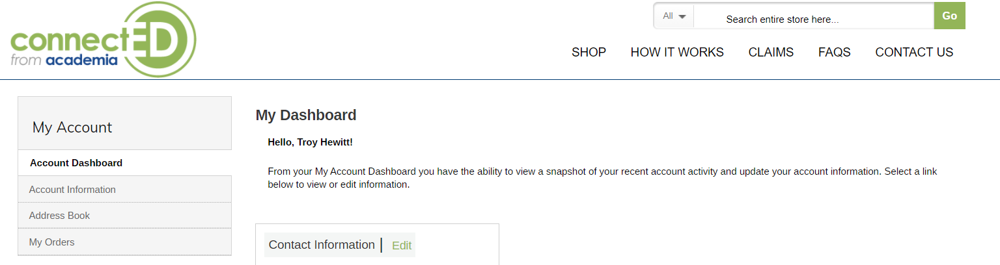 connectED
from academia
All
Search entire store here...
Go
SHOP HOW IT WORKS CLAIMS FAQS CONTACT US
My Account
Account Dashboard
Account Information
Address Book
My Orders
My Dashboard
Hello, Troy Hewitt!
From your My Account Dashboard you have the ability to view a snapshot of your recent account activity and update your account information. Select a link
below to view or edit information.
Contact Information | Edit